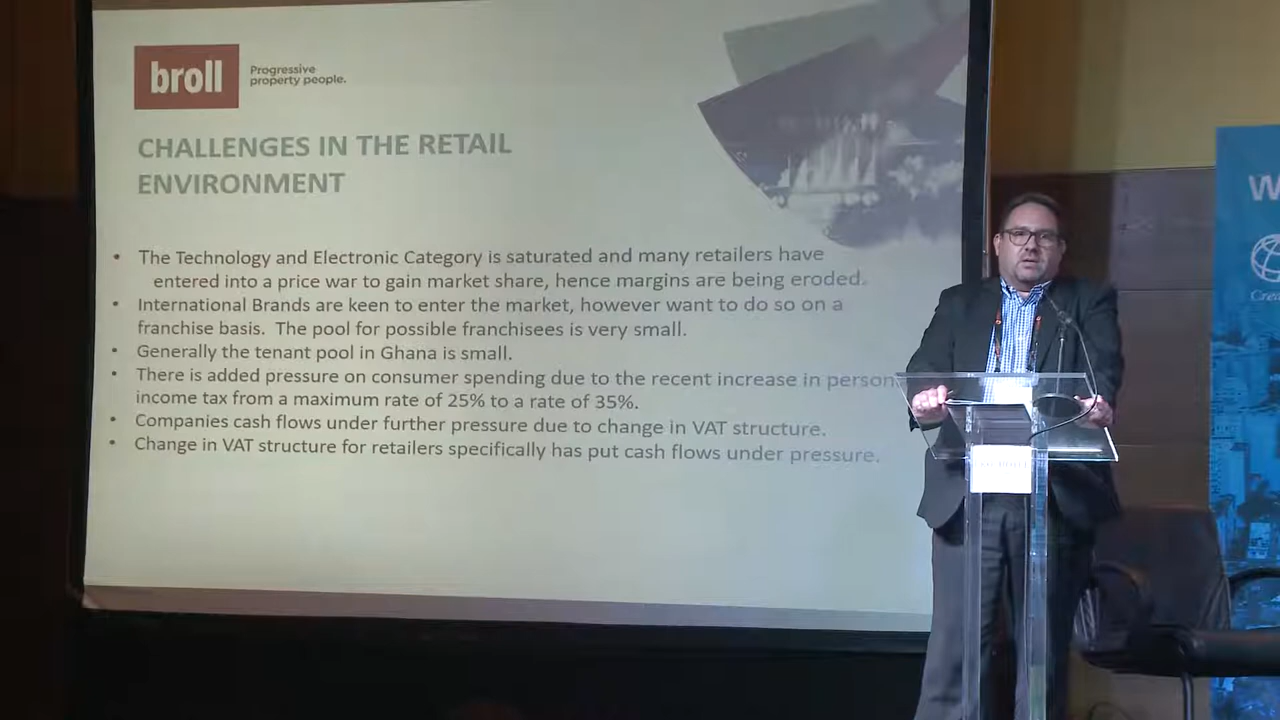 broll
Progressive
property people.
CHALLENGES IN THE RETAIL
ENVIRONMENT
• The Technology and Electronic Category is saturated and many retailers have
entered into a price war to gain market share, hence margins are being eroded.
• International Brands are keen to enter the market, however want to do so on a
franchise basis. The pool for possible franchisees is very small.
• Generally the tenant pool in Ghana is small.
• There is added pressure on consumer spending due to the recent increase in person
income tax from a maximum rate of 25% to a rate of 35%.
• Companies cash flows under further pressure due to change in VAT structure.
• Change in VAT structure for retailers specifically has put cash flows under pressure.
W
Crea